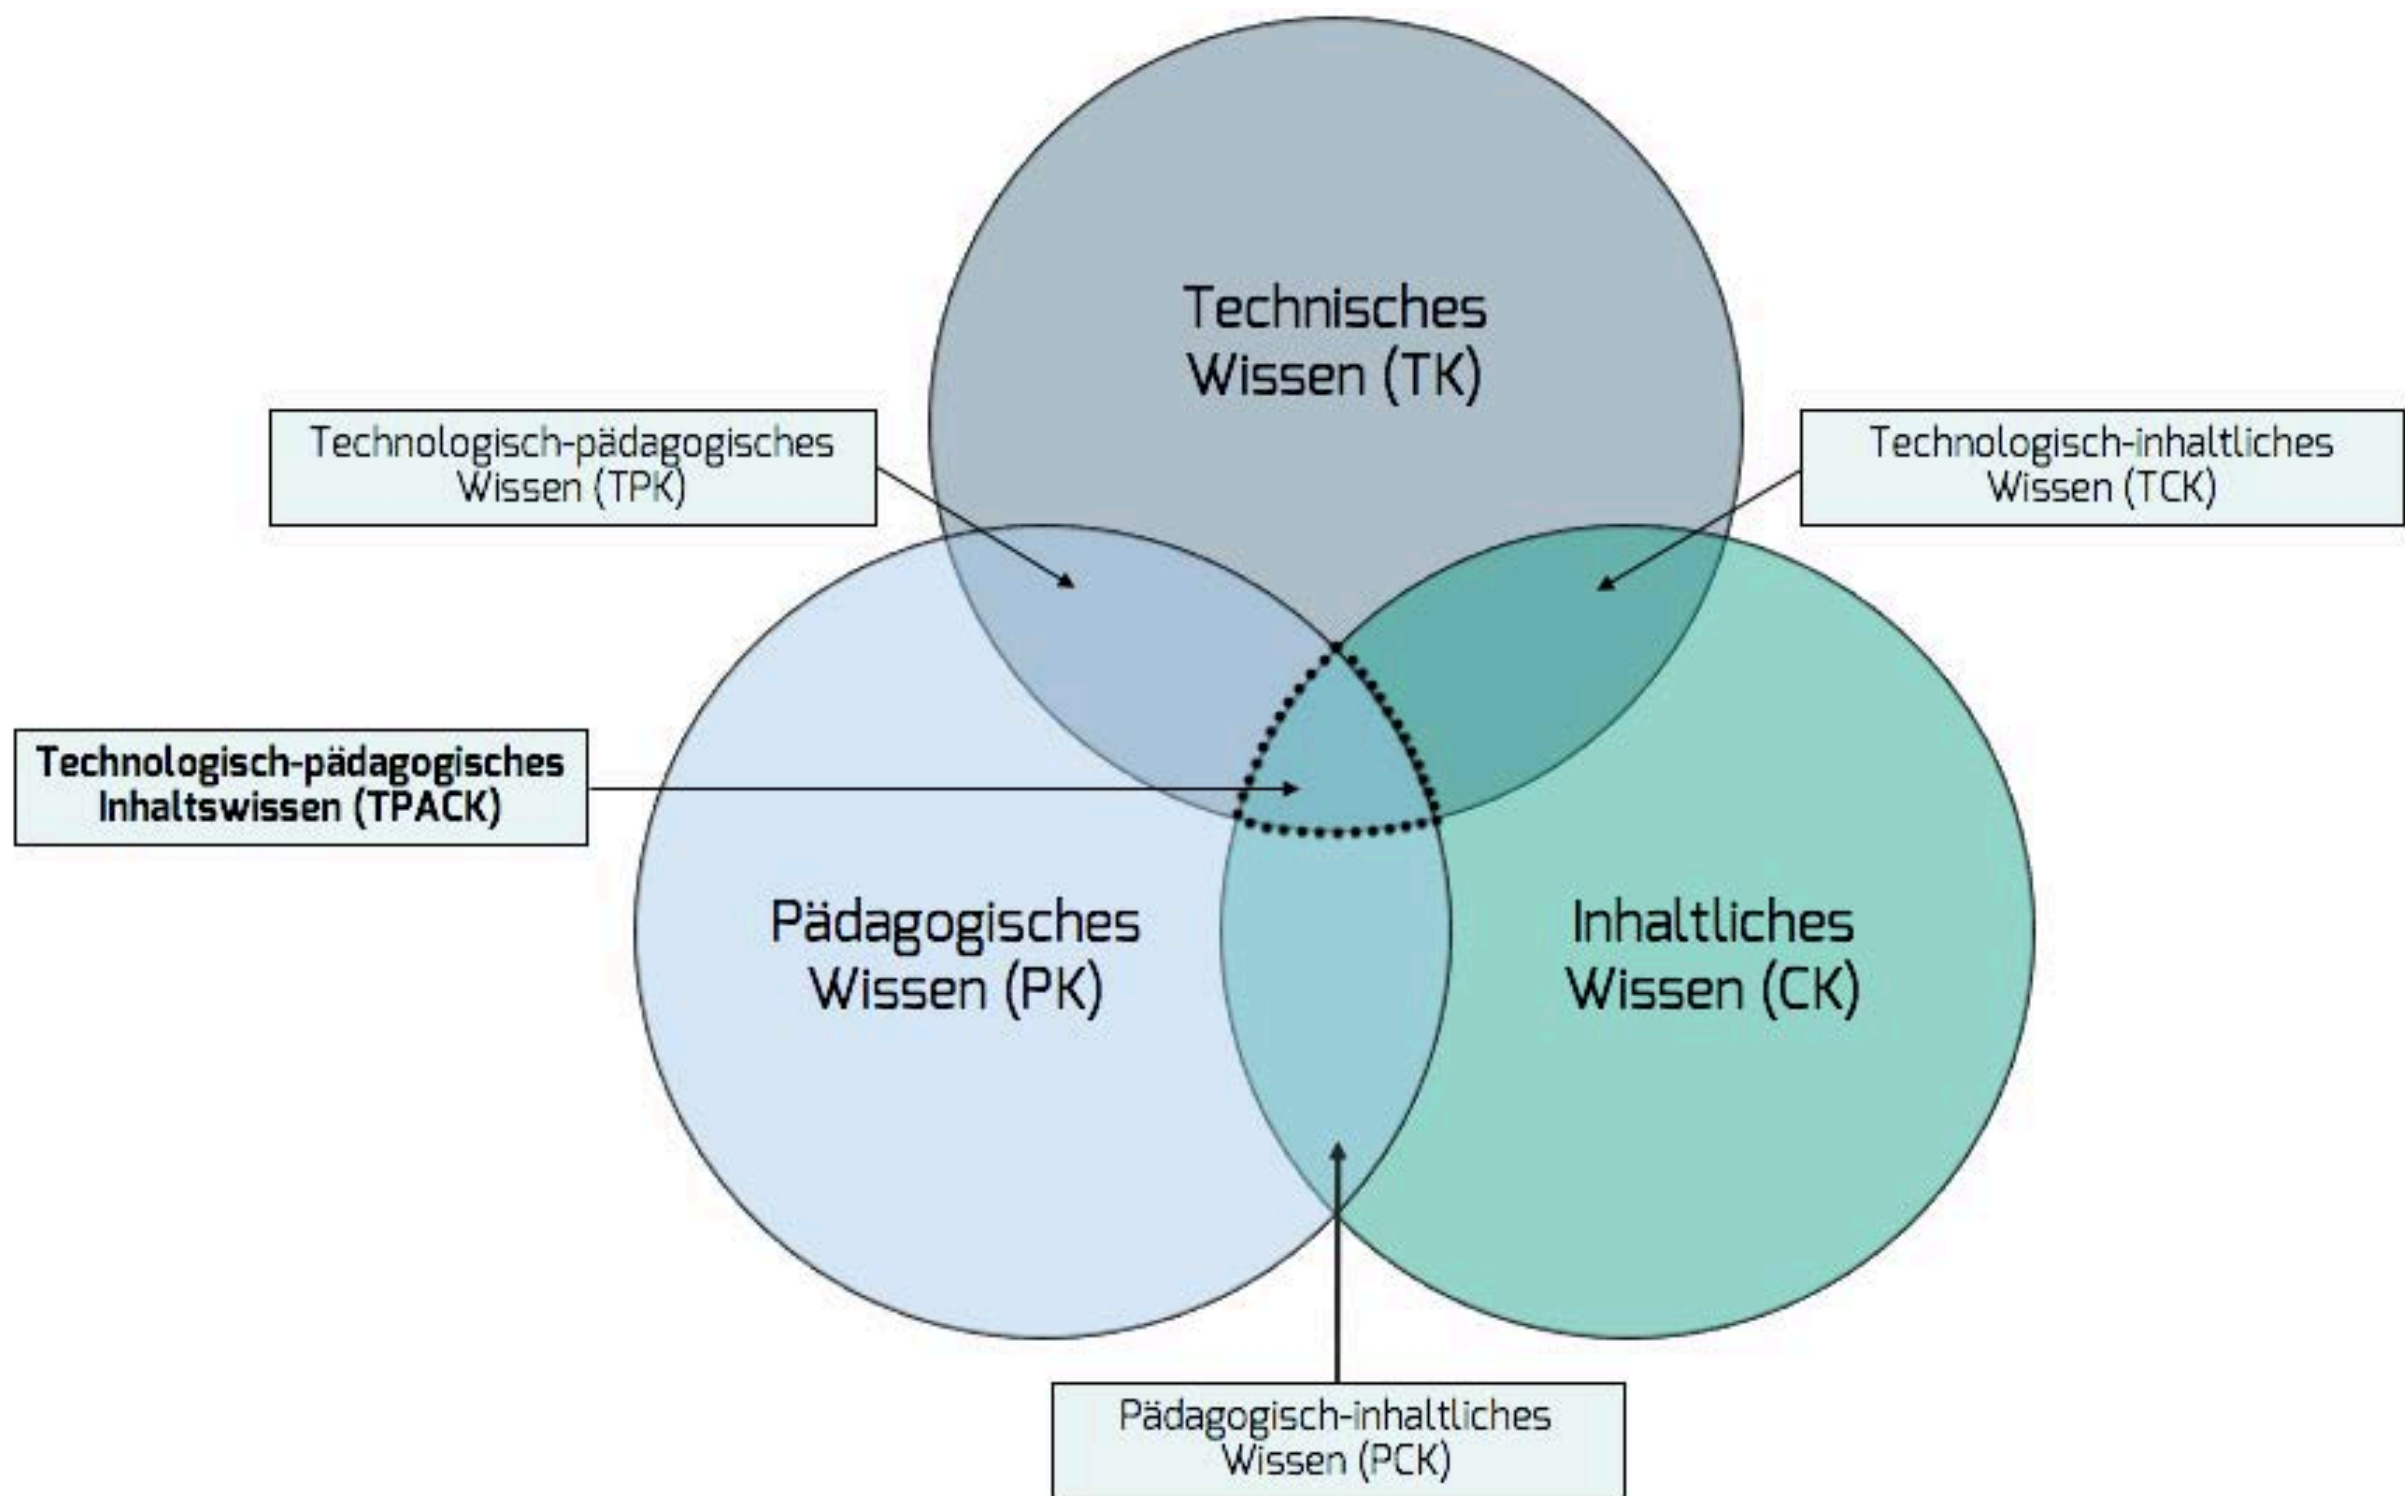 Technisches
Wissen (TK)
Technologisch-pädagogisches
Wissen (TPK)
Technologisch-inhaltliches
Wissen (TCK)
Technologisch-pädagogisches
Inhaltswissen (TPACK)
Pädagogisches
Wissen (PK)
Inhaltliches
Wissen (CK)
Pädagogisch-inhaltliches
Wissen (PCK)